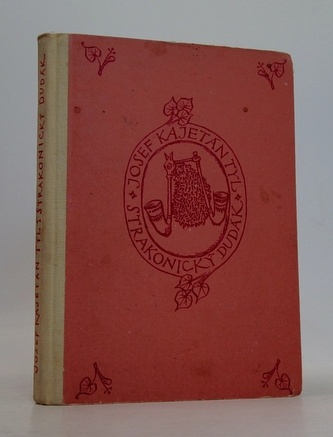 JOSEF KAJETÁN TYL
STRAKONICKÝ DUDÁK
JOSEF KAJETÁN TYL * STRAKONICKÝ DUDÁK